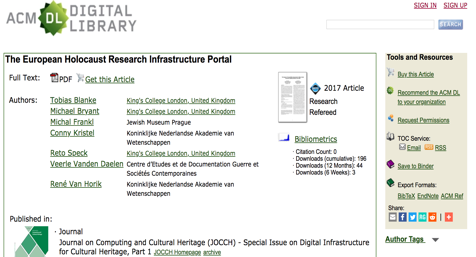 SIGN IN SIGN UP
ACM DL DIGITAL LIBRARY
SEARCH
The European Holocaust Research Infrastructure Portal
Full Text: PDF Get this Article
Authors: Tobias Blanke King's College London, United Kingdom
Michael Bryant King's College London, United Kingdom
Michal Frankl Jewish Museum Prague
Conny Kristel Koninklijke Nederlandse Akademie van Wetenschappen
Reto Speck King's College London, United Kingdom
Veerle Vanden Daelen Centre d'Etudes et de Documentation Guerre et Sociétés Contemporaines
René Van Horik Koninklijke Nederlandse Akademie van Wetenschappen
2017 Article
Research
Refereed
Bibliometrics
· Citation Count: 0
· Downloads (cumulative): 196
· Downloads (12 Months): 44
· Downloads (6 Weeks): 3
Published in:
· Journal
Journal on Computing and Cultural Heritage (JOCCH) - Special Issue on Digital Infrastructure
for Cultural Heritage, Part 1 JOCCH Homepage archive
Tools and Resources
Buy this Article
Recommend the ACM DL
to your organization
Request Permissions
TOC Service:
Email RSS
Save to Binder
Export Formats:
BibTeX EndNote ACM Ref
Share:
Author Tags